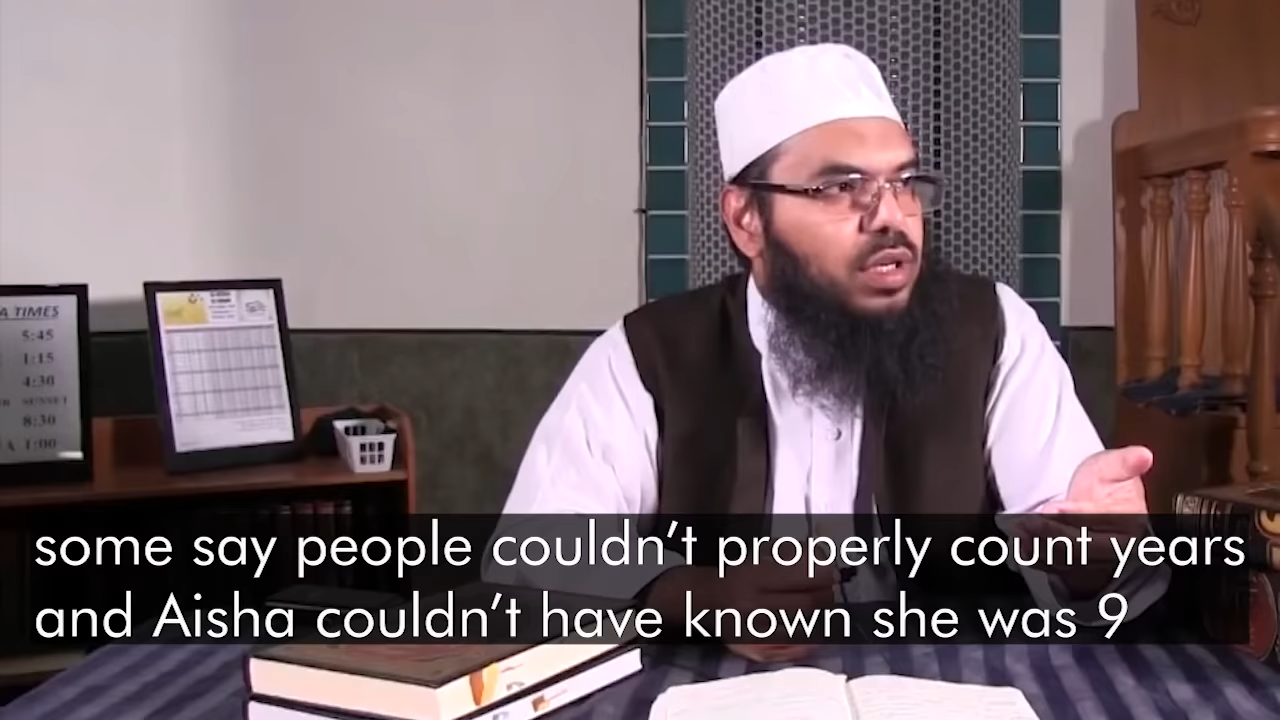 A TIMES
5:45
1:15
4:30
SUNSET
8:30
A 1:00
some say people couldn’t properly count years
and Aisha couldn’t have known she was 9